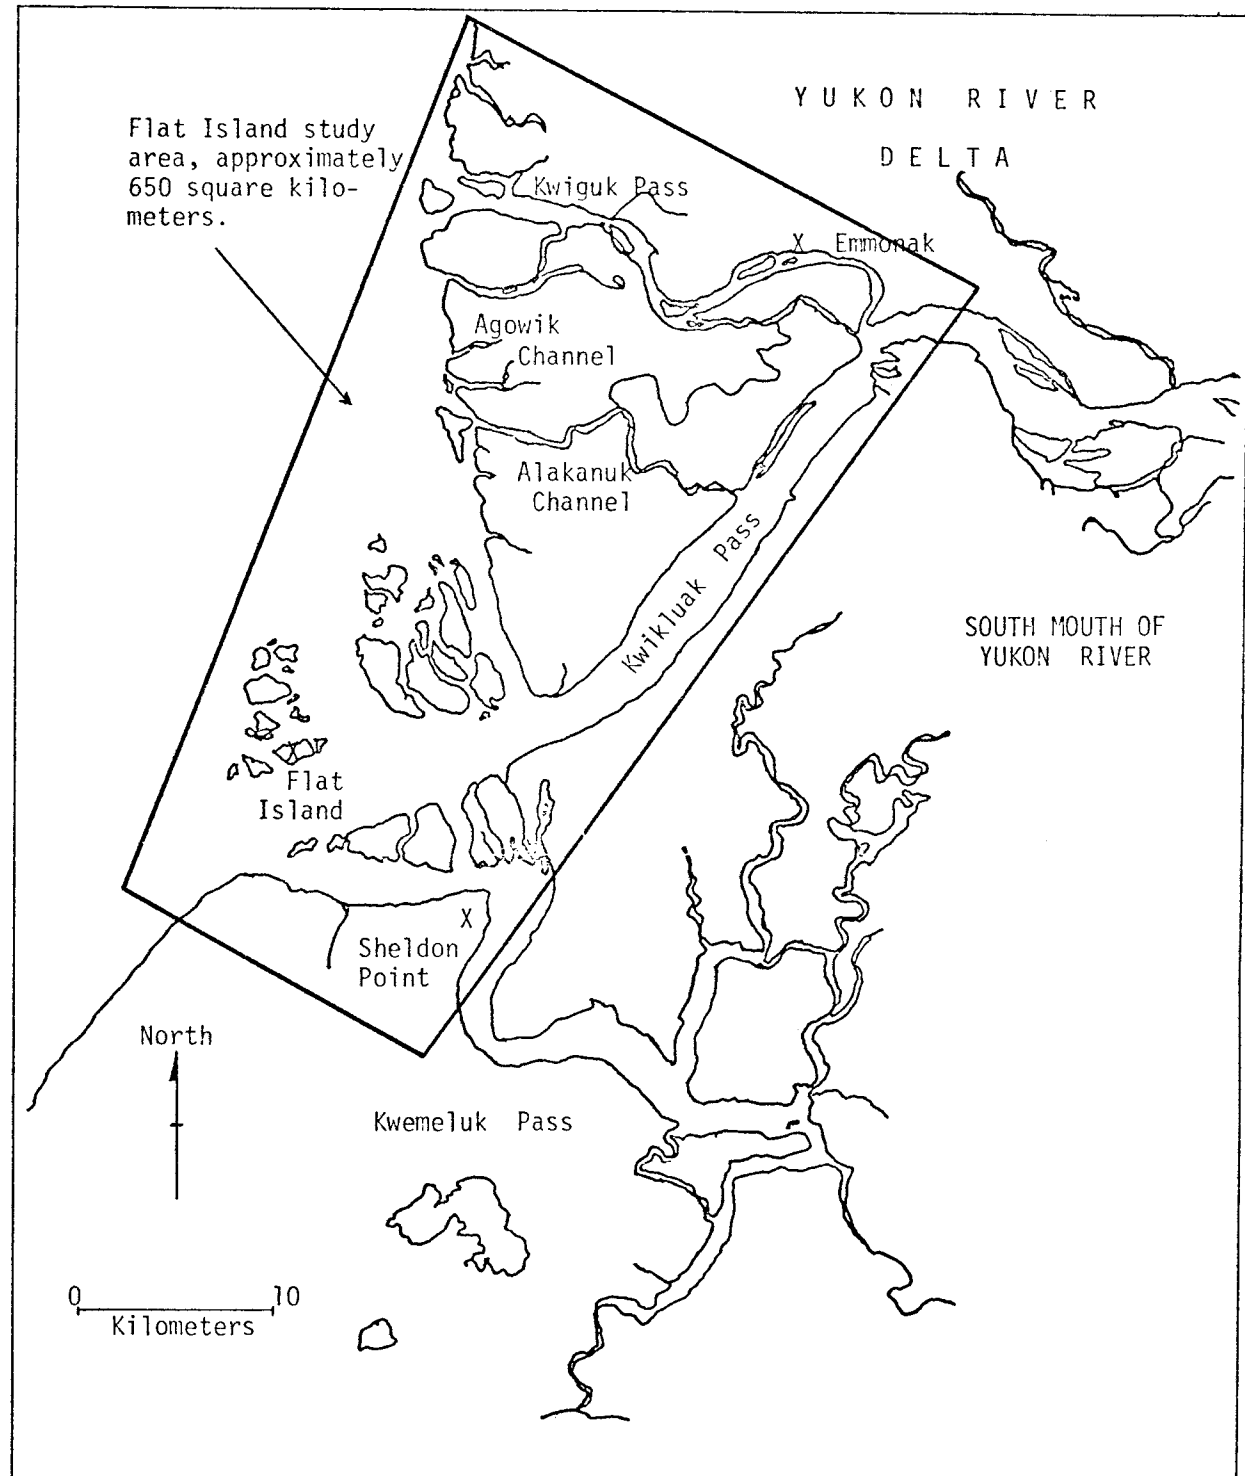 YUKON RIVER
DELTA
Flat Island study
area, approximately
650 square kilo-
meters.
Kwiguk Pass
X Emmonak
Agowik
Channel
Alakanuk
Channel
Kwikluak Pass
SOUTH MOUTH OF
YUKON RIVER
Flat
Island
X
Sheldon
Point
North
Kwemeluk Pass
0 10
Kilometers